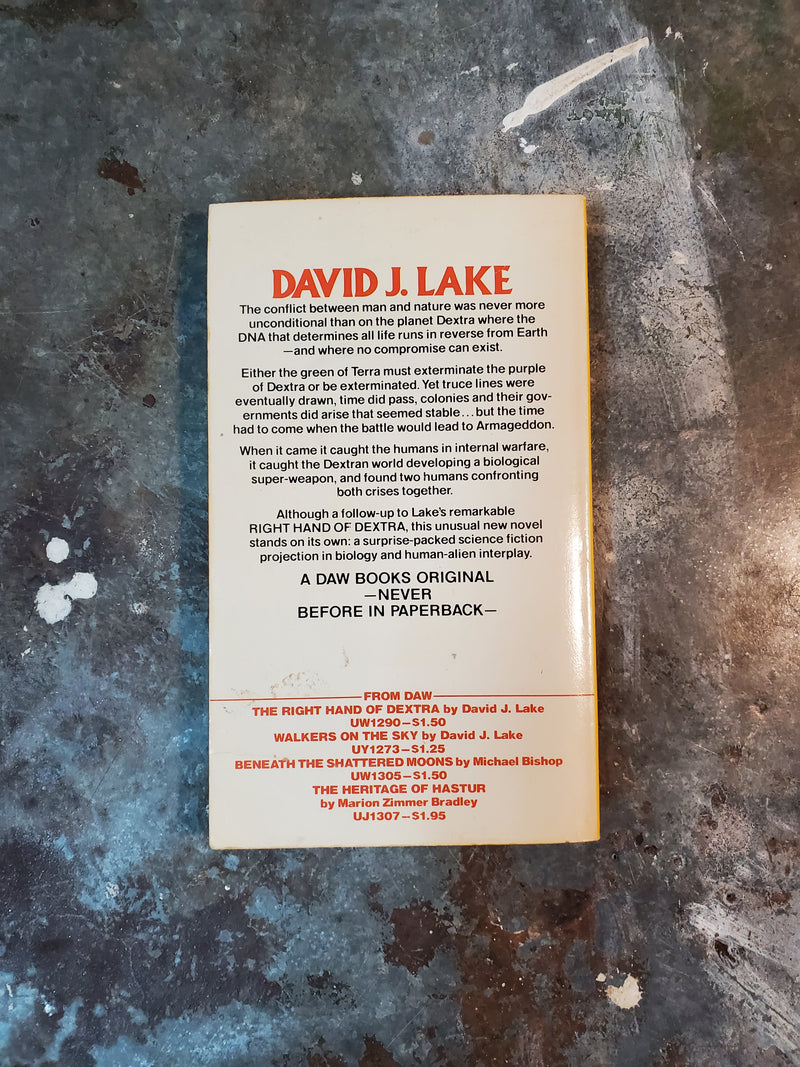 DAVID J. LAKE
The conflict between man and nature was never more
unconditional than on the planet Dextra where the
DNA that determines all life runs in reverse from Earth
—and where no compromise can exist.
Either the green of Terra must exterminate the purple
of Dextra or be exterminated. Yet truce lines were
eventually drawn, time did pass, colonies and their gov-
ernments did arise that seemed stable...but the time
had to come when the battle would lead to Armageddon.
When it came it caught the humans in internal warfare,
it caught the Dextran world developing a biological
super-weapon, and found two humans confronting
both crises together.
Although a follow-up to Lake's remarkable
RIGHT HAND OF DEXTRA, this unusual new novel
stands on its own: a surprise-packed science fiction
projection in biology and human-alien interplay.
A DAW BOOKS ORIGINAL
—NEVER
BEFORE IN PAPERBACK—
FROM DAW
THE RIGHT HAND OF DEXTRA by David J. Lake
UW1290—$1.50
WALKERS ON THE SKY by David J. Lake
UY1273—$1.25
BENEATH THE SHATTERED MOONS by Michael Bishop
UW1305—$1.50
THE HERITAGE OF HASTUR
by Marion Zimmer Bradley
UJ1307—$1.95